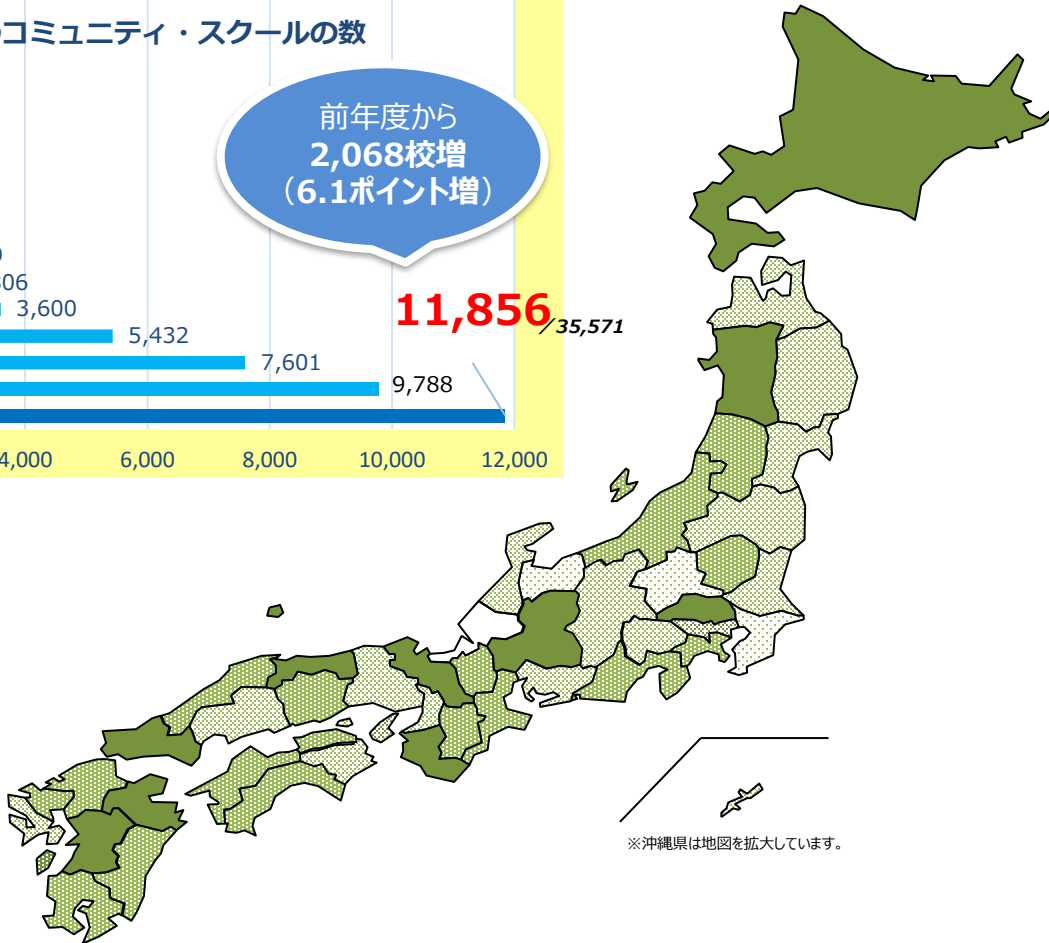 コミュニティ・スクールの数
前年度から
2,068校増
（6.1ポイント増）
3,600
11,856
／35,571
5,432
7,601
9,788
4,000
6,000
8,000
10,000
12,000
※沖縄県は地図を拡大しています。